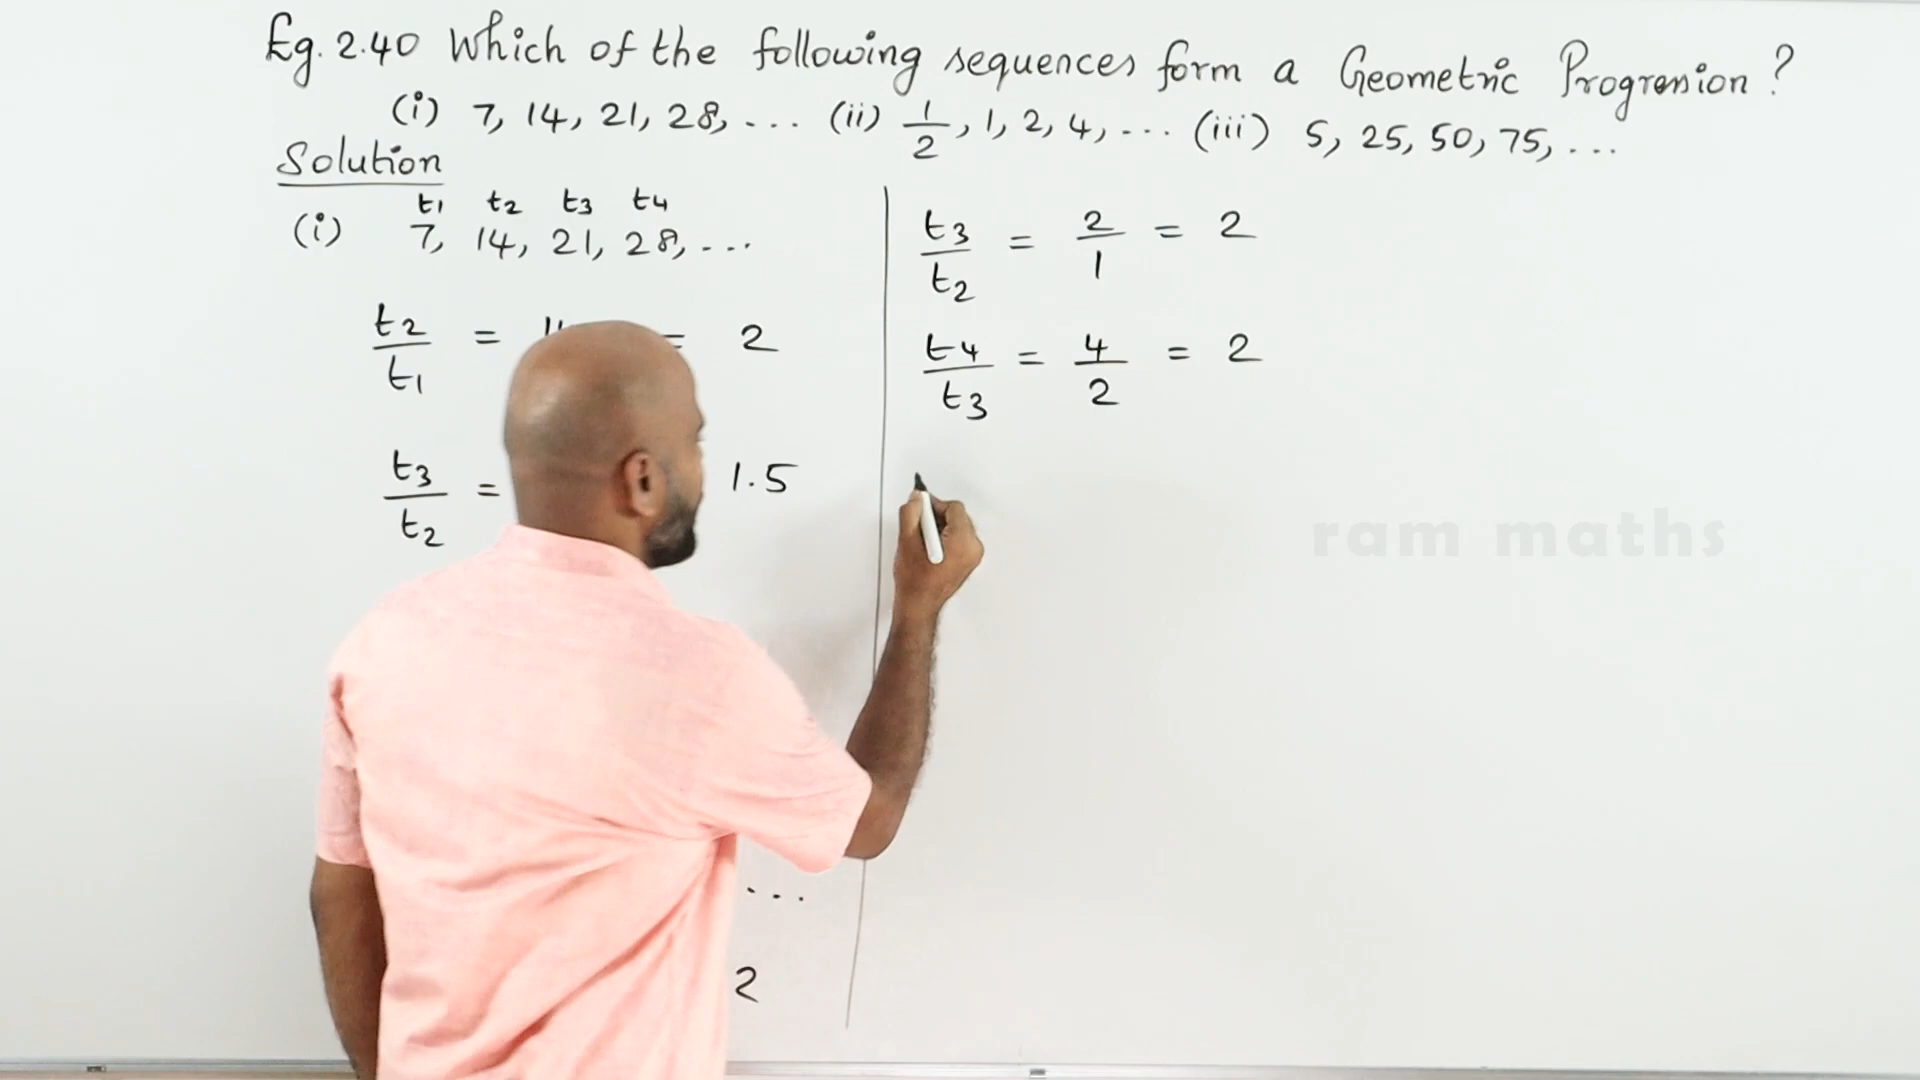 Eg. 2.40 Which of the following sequences form a Geometric Progression ?
(i) 7, 14, 21, 28, ... (ii) 1/2, 1, 2, 4, ... (iii) 5, 25, 50, 75, ...
Solution
t1 t2 t3 t4
(i) 7, 14, 21, 28, ...
t2/t1 = = 2
t3/t2 = 1.5
...
2
t3/t2 = 2/1 = 2
t4/t3 = 4/2 = 2
ram maths